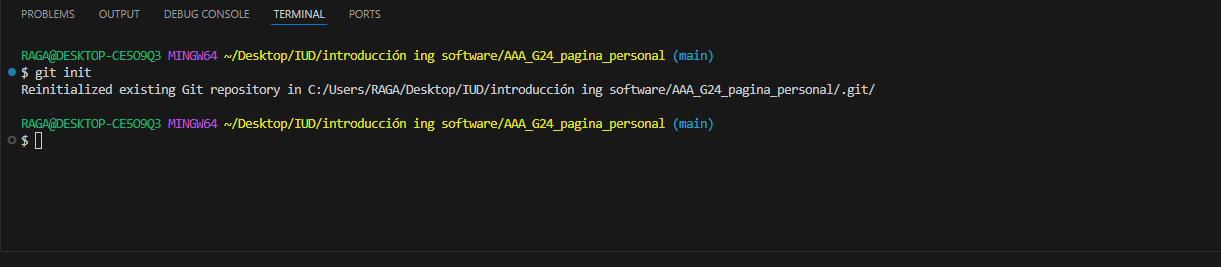 PROBLEMS OUTPUT DEBUG CONSOLE TERMINAL PORTS
RAGA@DESKTOP-CE5O9Q3 MINGW64 ~/Desktop/IUD/introducción ing software/AAA_G24_pagina_personal (main)
$ git init
Reinitialized existing Git repository in C:/Users/RAGA/Desktop/IUD/introducción ing software/AAA_G24_pagina_personal/.git/
RAGA@DESKTOP-CE5O9Q3 MINGW64 ~/Desktop/IUD/introducción ing software/AAA_G24_pagina_personal (main)
$